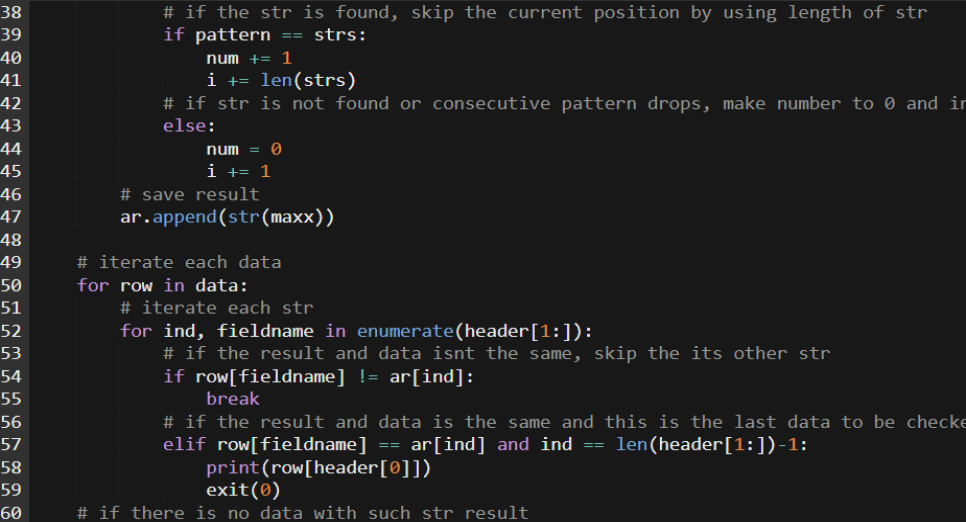 38 # if the str is found, skip the current position by using length of str
39 if pattern == strs:
40 num += 1
41 i += len(strs)
42 # if str is not found or consecutive pattern drops, make number to 0 and
43 else:
44 num = 0
45 i += 1
46 # save result
47 ar.append(str(maxx))
48
49 # iterate each data
50 for row in data:
51 # iterate each str
52 for ind, fieldname in enumerate(header[1:]):
53 # if the result and data isnt the same, skip the its other str
54 if row[fieldname] != ar[ind]:
55 break
56 # if the result and data is the same and this is the last data to be
57 elif row[fieldname] == ar[ind] and ind == len(header[1:])-1:
58 print(row[header[0]])
59 exit(0)
60 # if there is no data with such str result